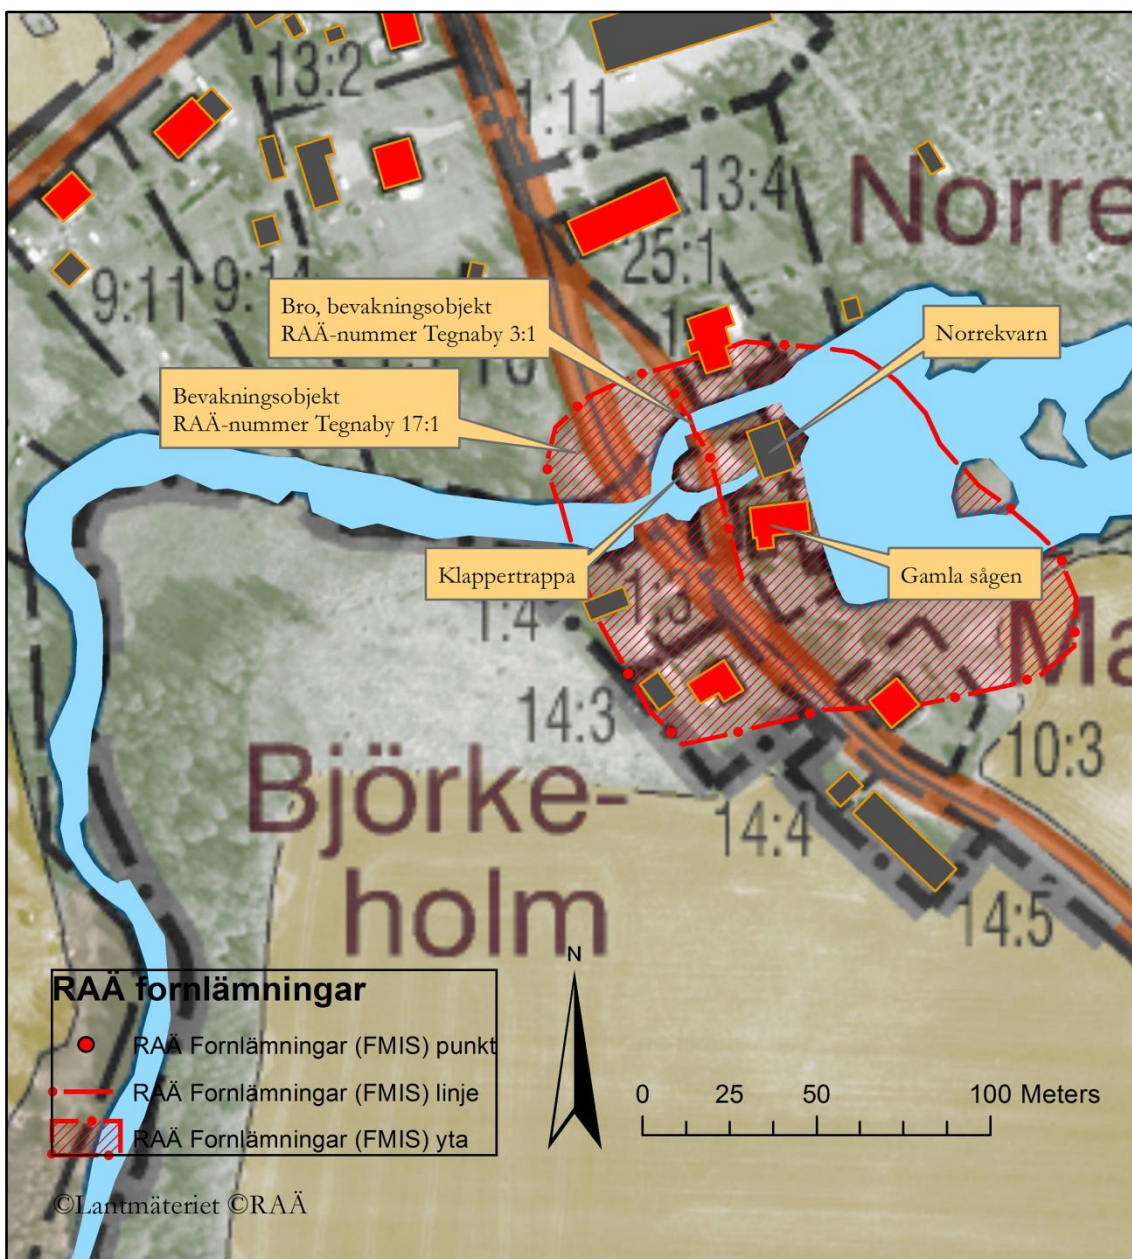 13:2
1:11
13:4
Norre
25:1
9:11
Bro, bevakningsobjekt
RAÄ-nummer Tegnaby 3:1
Norrekvarn
Bevakningsobjekt
RAÄ-nummer Tegnaby 17:1
Klappertrappa
Gamla sågen
1:4
1:3
Ma
14:3
10:3
Björke-
holm
14:4
14:5
RAÄ fornlämningar
RAÄ Fornlämningar (FMIS) punkt
RAÄ Fornlämningar (FMIS) linje
RAÄ Fornlämningar (FMIS) yta
N
0 25 50 100 Meters
©Lantmäteriet ©RAÄ